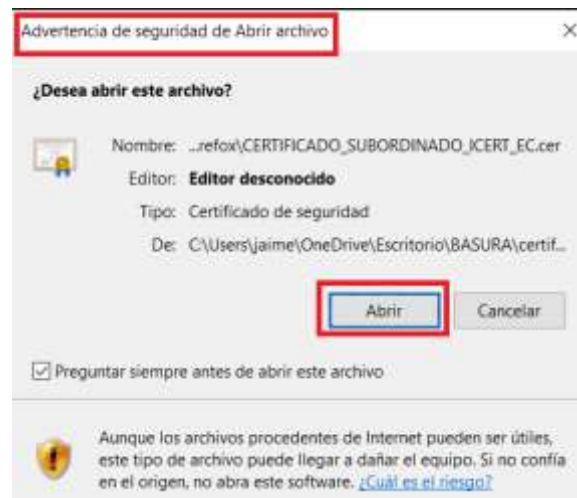 Advertencia de seguridad de Abrir archivo
¿Desea abrir este archivo?
Nombre: ...refox\CERTIFICADO_SUBORDINADO_ICERT_EC.cer
Editor: Editor desconocido
Tipo: Certificado de seguridad
De: C:\Users\jaime\OneDrive\Escritorio\BASURA\certif...
Abrir Cancelar
Preguntar siempre antes de abrir este archivo
Aunque los archivos procedentes de Internet pueden ser útiles,
este tipo de archivo puede llegar a dañar el equipo. Si no confía
en el origen, no abra este software. ¿Cuál es el riesgo?